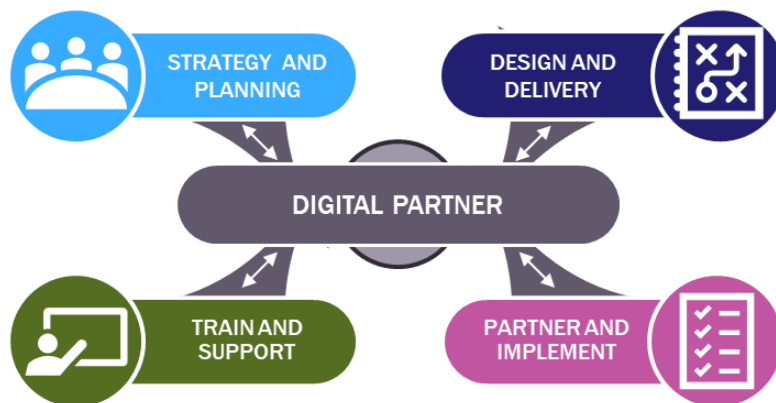 STRATEGY AND
PLANNING
DESIGN AND
DELIVERY
DIGITAL PARTNER
TRAIN AND
SUPPORT
PARTNER AND
IMPLEMENT